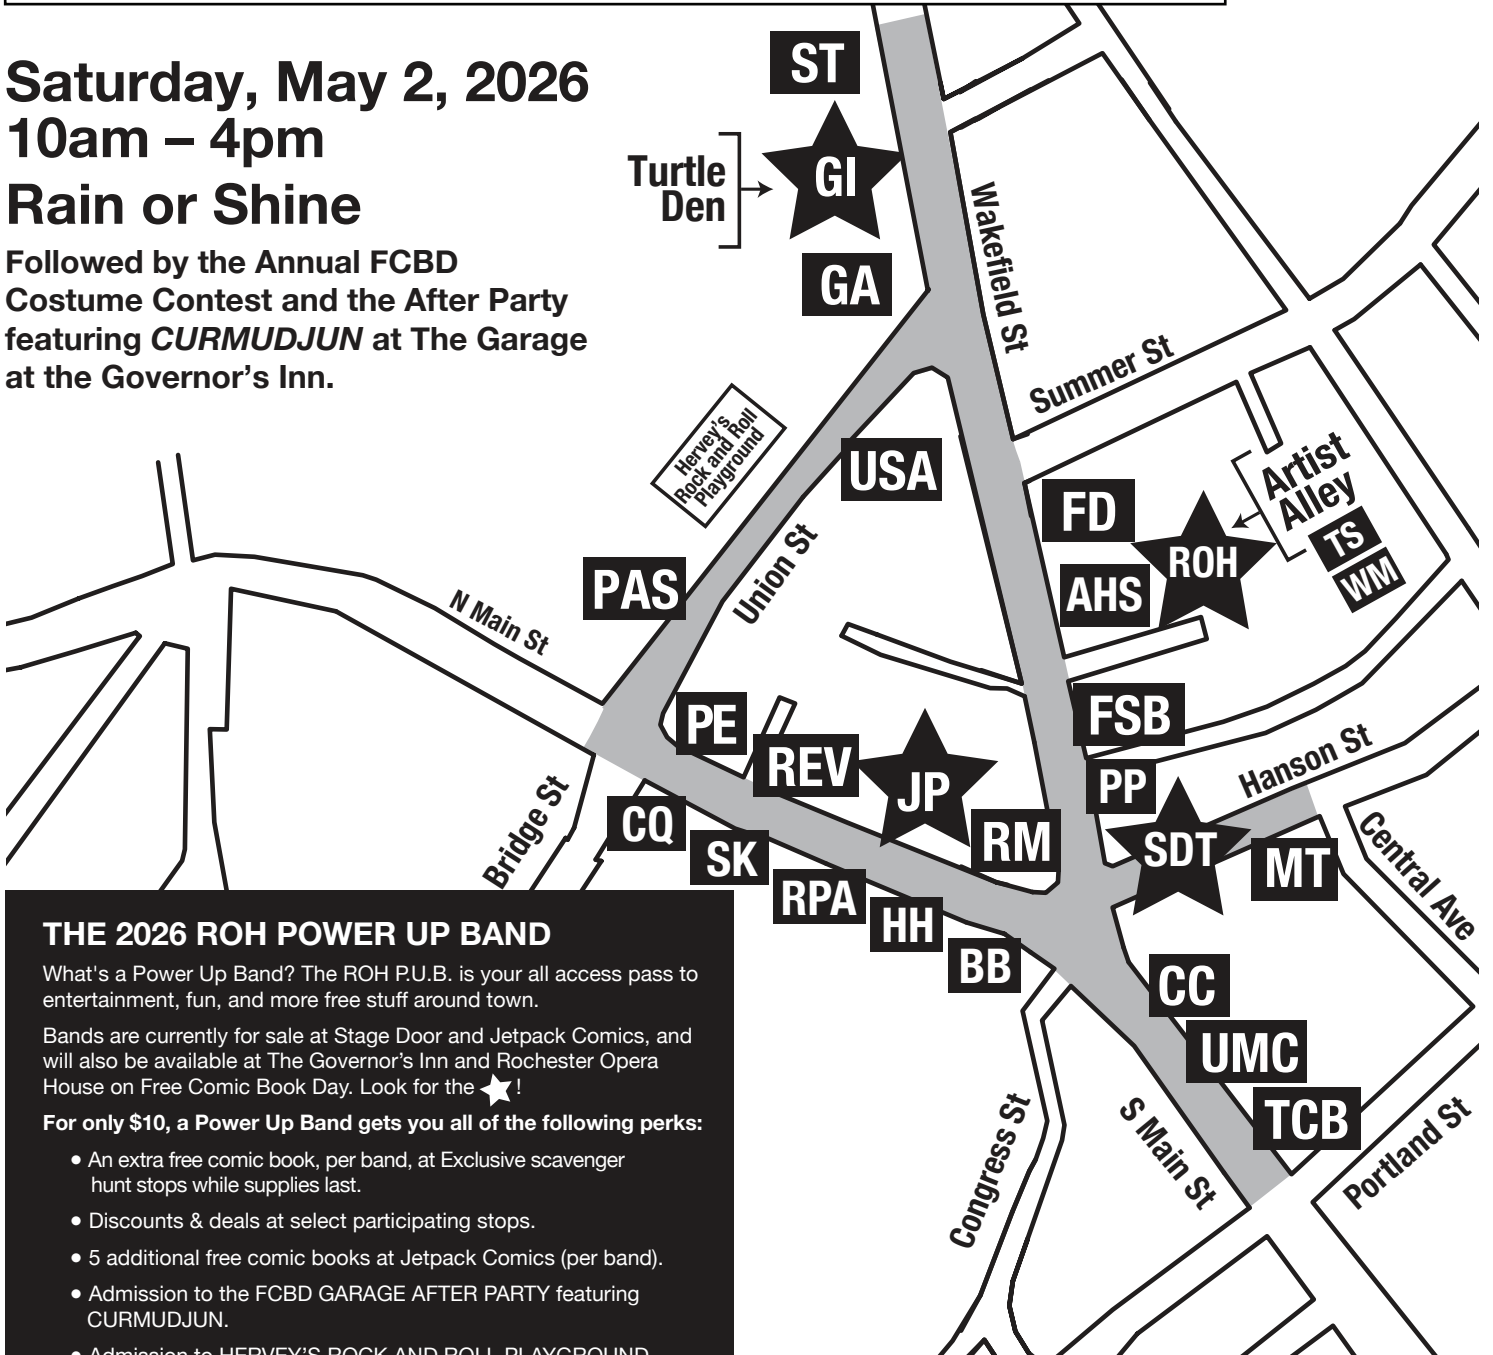 Saturday, May 2, 2026
10am – 4pm
Rain or Shine
Followed by the Annual FCBD
Costume Contest and the After Party
featuring CURMUDJUN at The Garage
at the Governor's Inn.
ST
Turtle
Den
GI
GA
Wakefield St
Summer St
Hervey's
Rock and Roll
Playground
USA
Union St
PAS
N Main St
FD
AHS
ROH
Artist
Alley
TS
WM
PE
REV
JP
RM
FSB
PP
SDT
MT
Hanson St
Central Ave
Bridge St
CQ
SK
RPA
HH
BB
CC
UMC
TCB
Congress St
S Main St
Portland St
THE 2026 ROH POWER UP BAND
What's a Power Up Band? The ROH P.U.B. is your all access pass to
entertainment, fun, and more free stuff around town.
Bands are currently for sale at Stage Door and Jetpack Comics, and
will also be available at The Governor's Inn and Rochester Opera
House on Free Comic Book Day. Look for the !
For only $10, a Power Up Band gets you all of the following perks:
• An extra free comic book, per band, at Exclusive scavenger
hunt stops while supplies last.
• Discounts & deals at select participating stops.
• 5 additional free comic books at Jetpack Comics (per band).
• Admission to the FCBD GARAGE AFTER PARTY featuring
CURMUDJUN.
• Admission to HERVEY'S ROCK AND ROLL PLAYGROUND